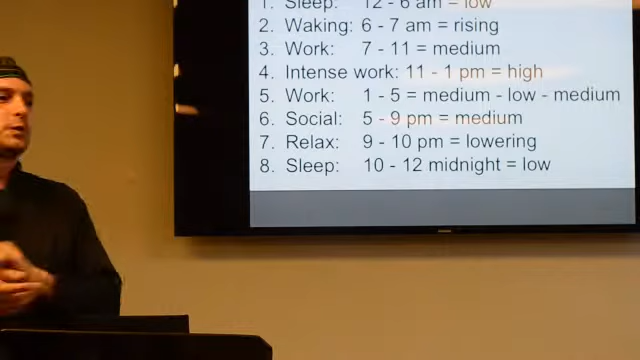 1. Sleep: 12 - 6 am = low
2. Waking: 6 - 7 am = rising
3. Work: 7 - 11 = medium
4. Intense work: 11 - 1 pm = high
5. Work: 1 - 5 = medium - low - medium
6. Social: 5 - 9 pm = medium
7. Relax: 9 - 10 pm = lowering
8. Sleep: 10 - 12 midnight = low